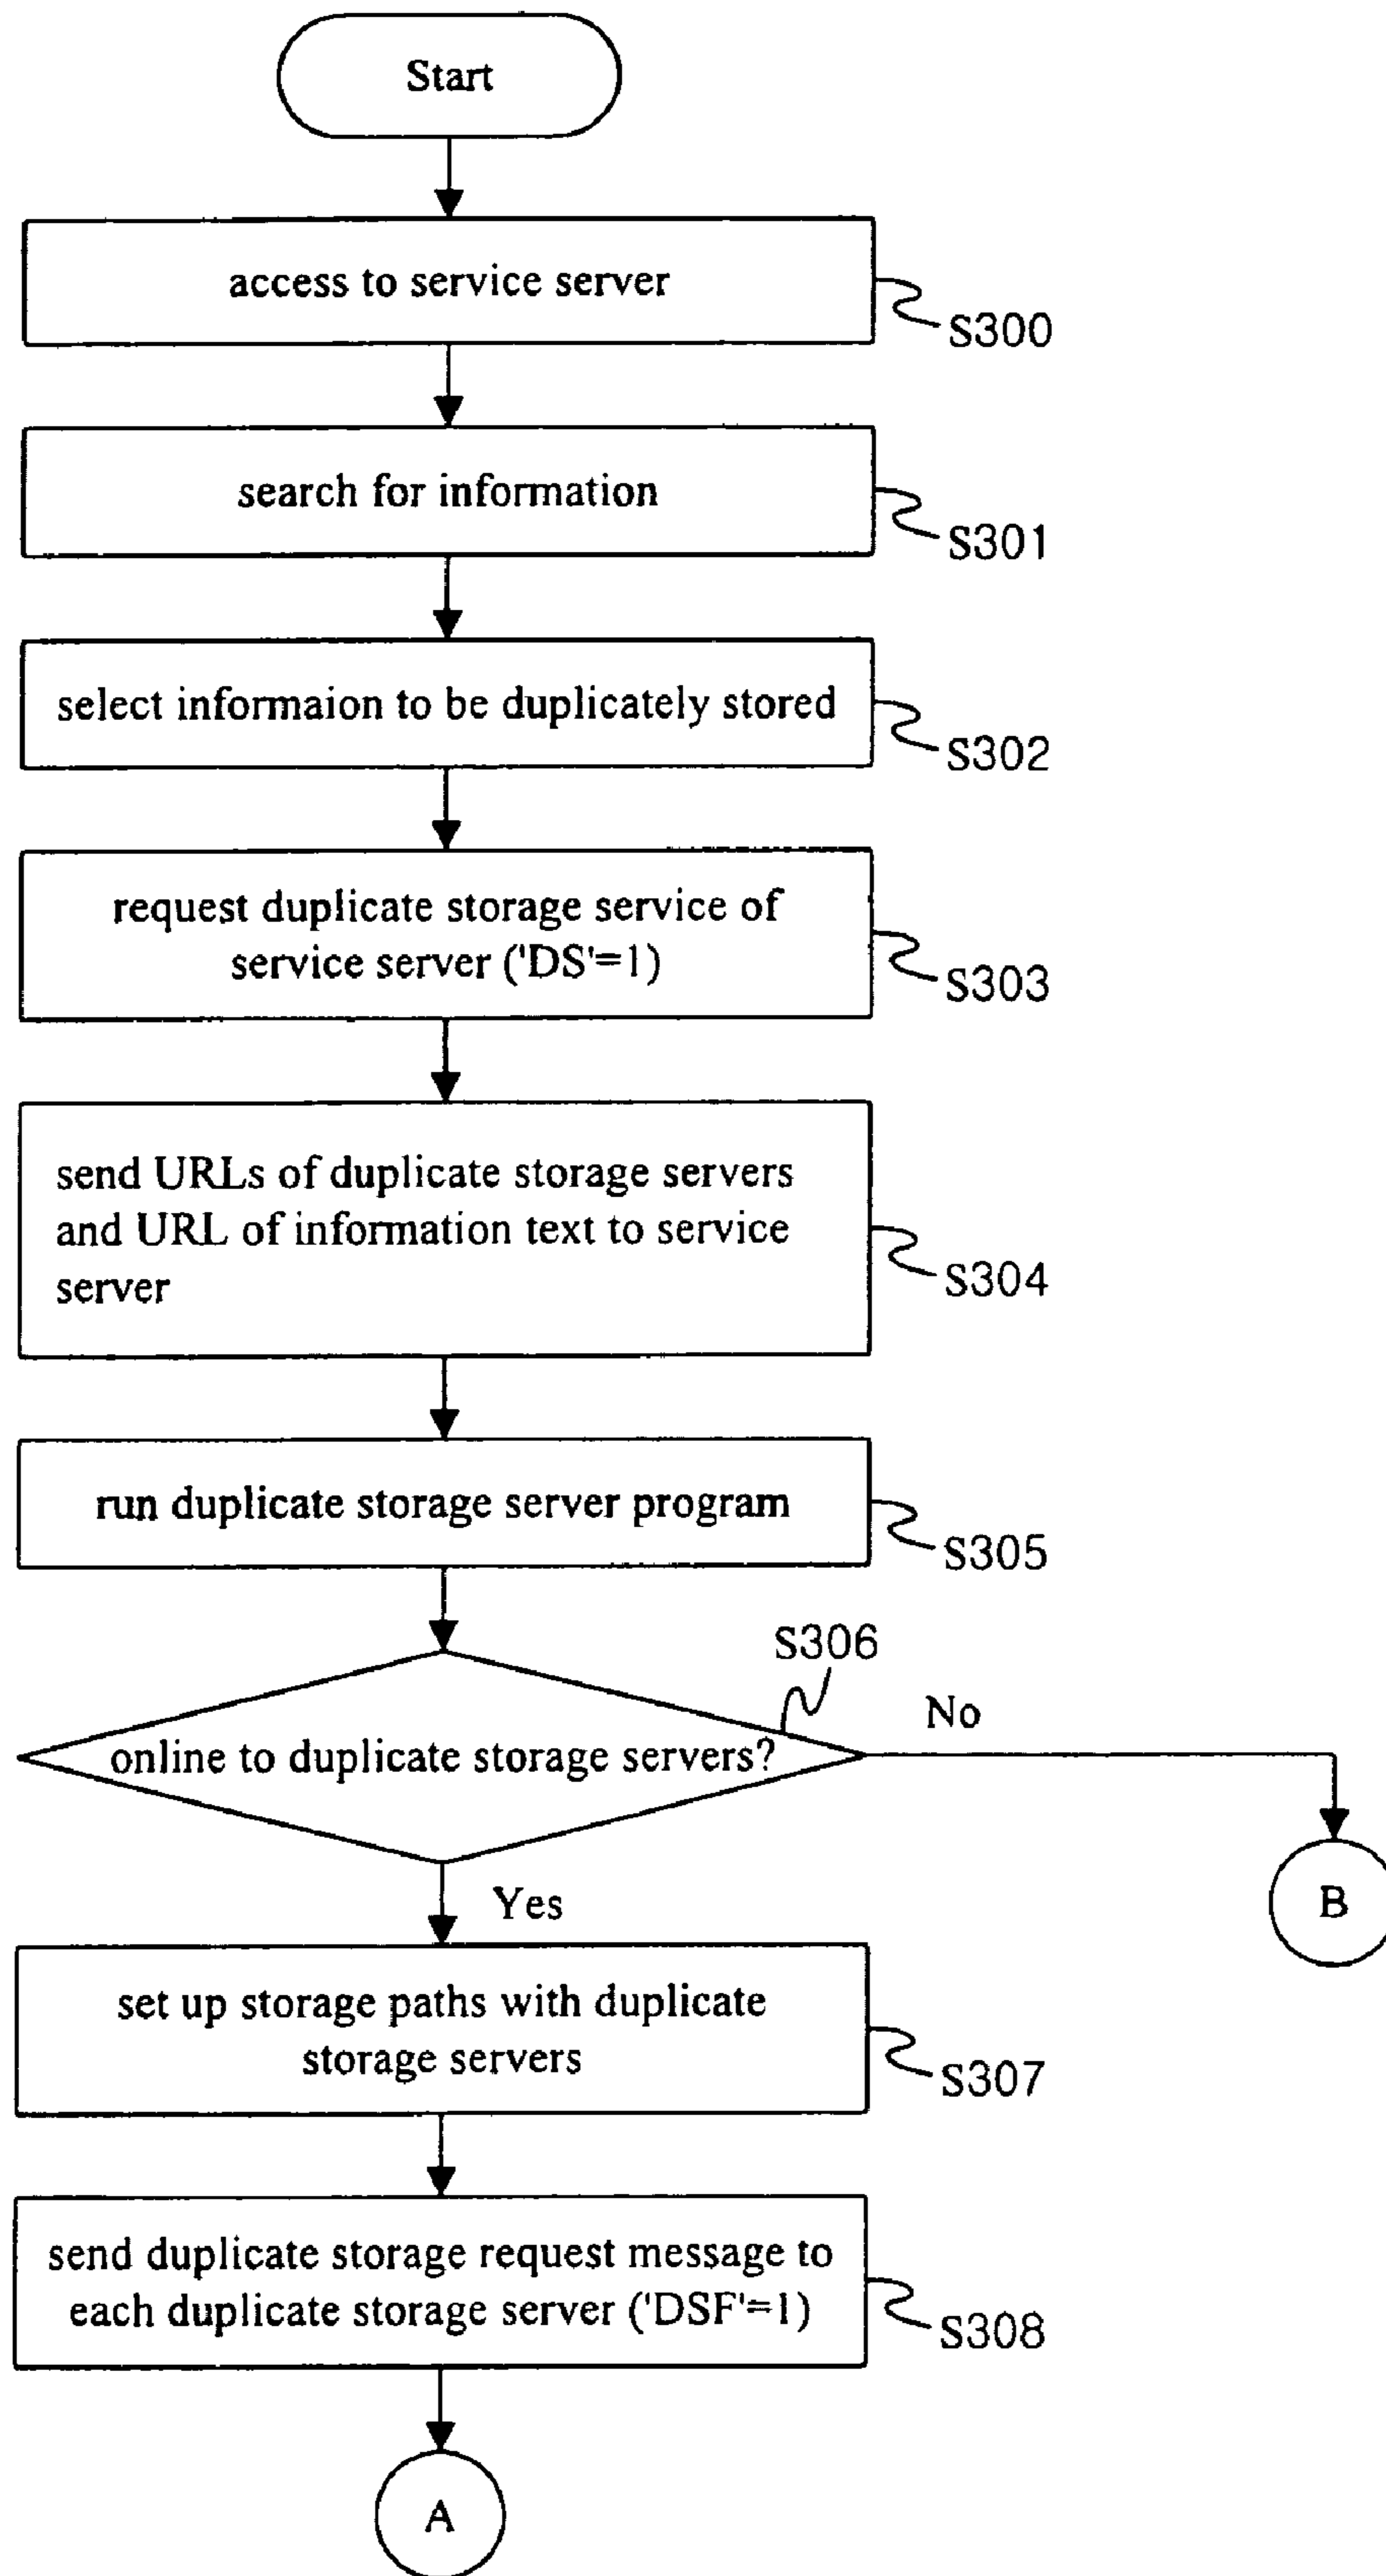 Start
access to service server
S300
search for information
S301
select informaion to be duplicately stored
S302
request duplicate storage service of
service server ('DS'=1)
S303
send URLs of duplicate storage servers
and URL of information text to service
server
S304
run duplicate storage server program
S305
S306
online to duplicate storage servers?
No
B
Yes
set up storage paths with duplicate
storage servers
S307
send duplicate storage request message to
each duplicate storage server ('DSF'=1)
S308
A